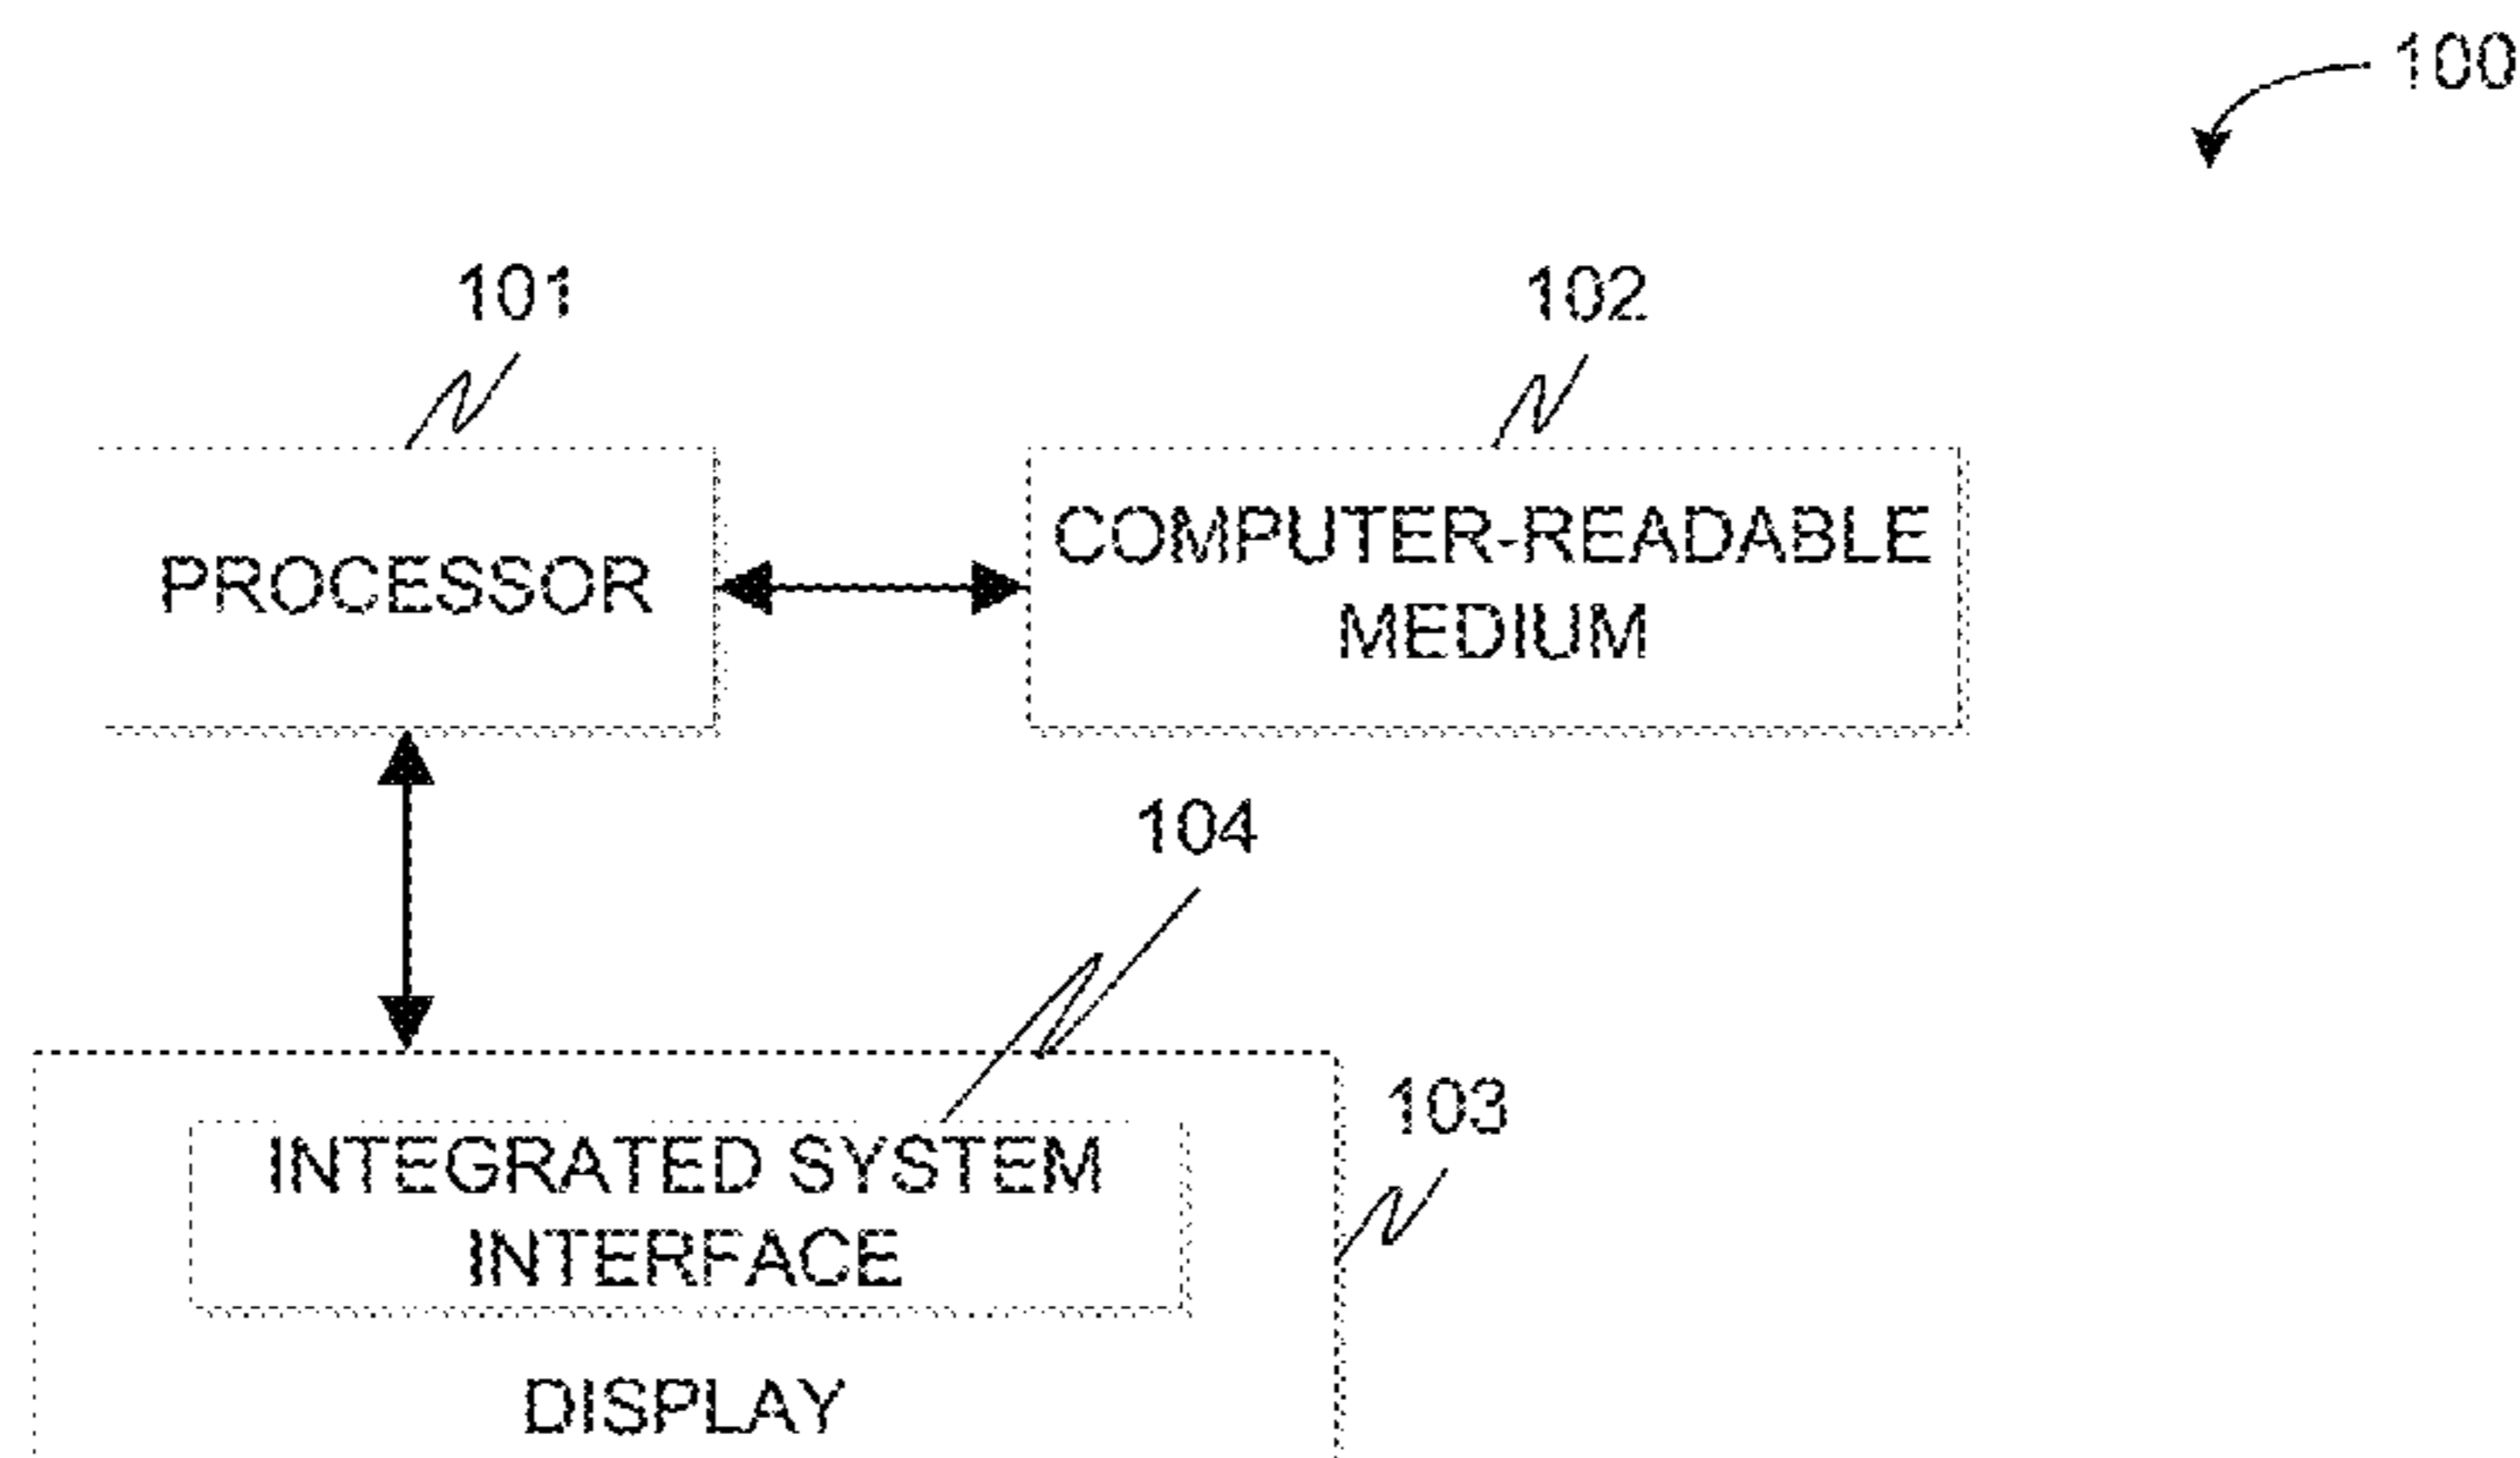 100
101
102
PROCESSOR
COMPUTER-READABLE
MEDIUM
104
103
INTEGRATED SYSTEM
INTERFACE
DISPLAY